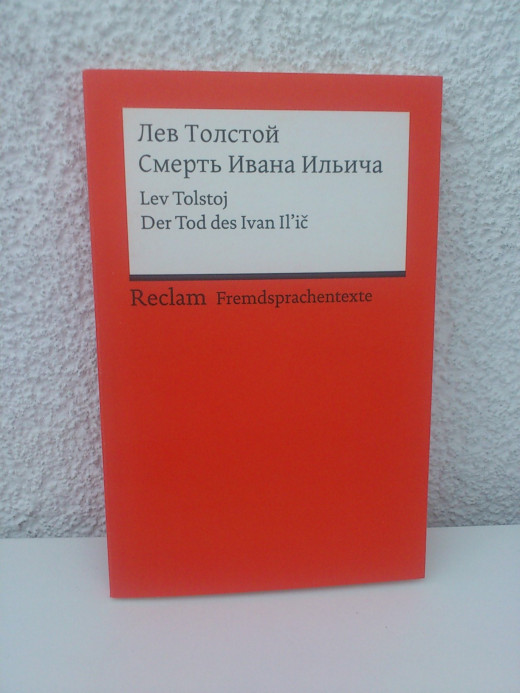 Лев Толстой
Смерть Ивана Ильича
Lev Tolstoj
Der Tod des Ivan Il’ič
Reclam Fremdsprachentexte